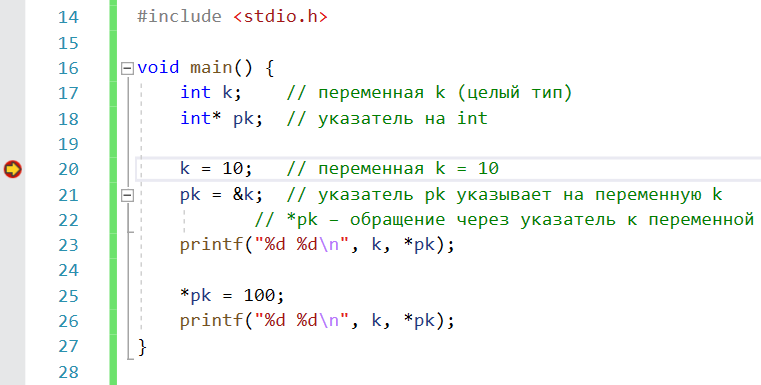 14 #include <stdio.h>
15
16 void main() {
17 int k; // переменная k (целый тип)
18 int* pk; // указатель на int
19
20 k = 10; // переменная k = 10
21 pk = &k; // указатель pk указывает на переменную k
22 // *pk – обращение через указатель к переменной
23 printf("%d %d\n", k, *pk);
24
25 *pk = 100;
26 printf("%d %d\n", k, *pk);
27 }
28